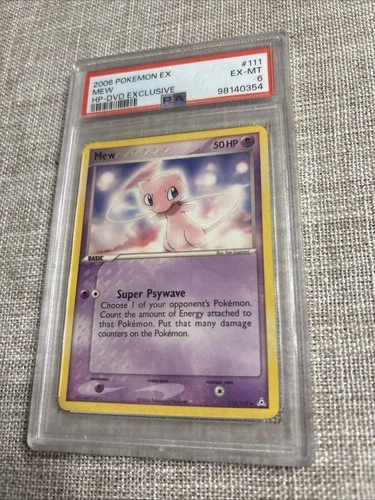 2006 POKEMON EX #111
MEW EX-MT
HP-DVD EXCLUSIVE 6
PSA 98140354
Mew 50 HP
BASIC
Super Psywave
Choose 1 of your opponent's Pokémon.
Count the amount of Energy attached to
that Pokémon. Put that many damage
counters on the Pokémon.